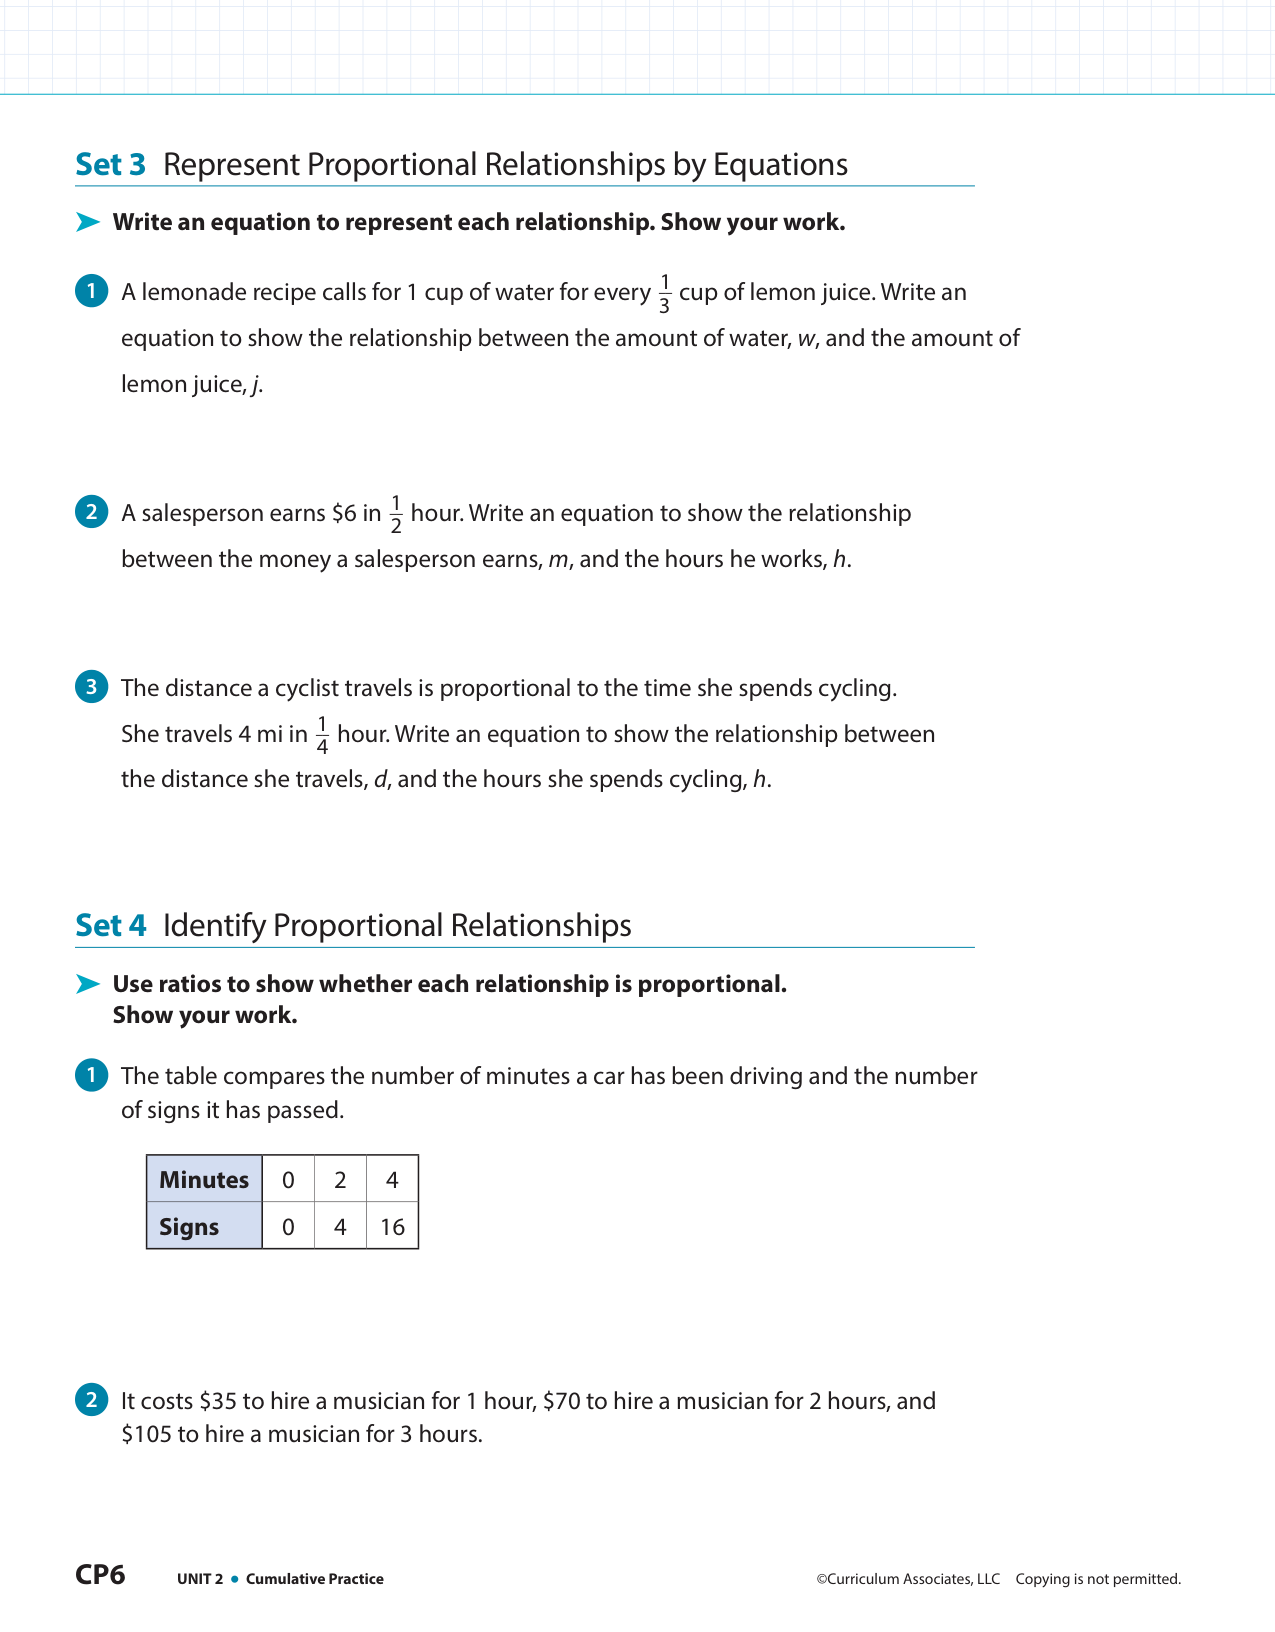 Set 3 Represent Proportional Relationships by Equations
➤ Write an equation to represent each relationship. Show your work.
1 A lemonade recipe calls for 1 cup of water for every 1/3 cup of lemon juice. Write an
equation to show the relationship between the amount of water, w, and the amount of
lemon juice, j.
2 A salesperson earns $6 in 1/2 hour. Write an equation to show the relationship
between the money a salesperson earns, m, and the hours he works, h.
3 The distance a cyclist travels is proportional to the time she spends cycling.
She travels 4 mi in 1/4 hour. Write an equation to show the relationship between
the distance she travels, d, and the hours she spends cycling, h.
Set 4 Identify Proportional Relationships
➤ Use ratios to show whether each relationship is proportional.
Show your work.
1 The table compares the number of minutes a car has been driving and the number
of signs it has passed.
Minutes 0 2 4
Signs 0 4 16
2 It costs $35 to hire a musician for 1 hour, $70 to hire a musician for 2 hours, and
$105 to hire a musician for 3 hours.
CP6 UNIT 2 • Cumulative Practice ©Curriculum Associates, LLC Copying is not permitted.